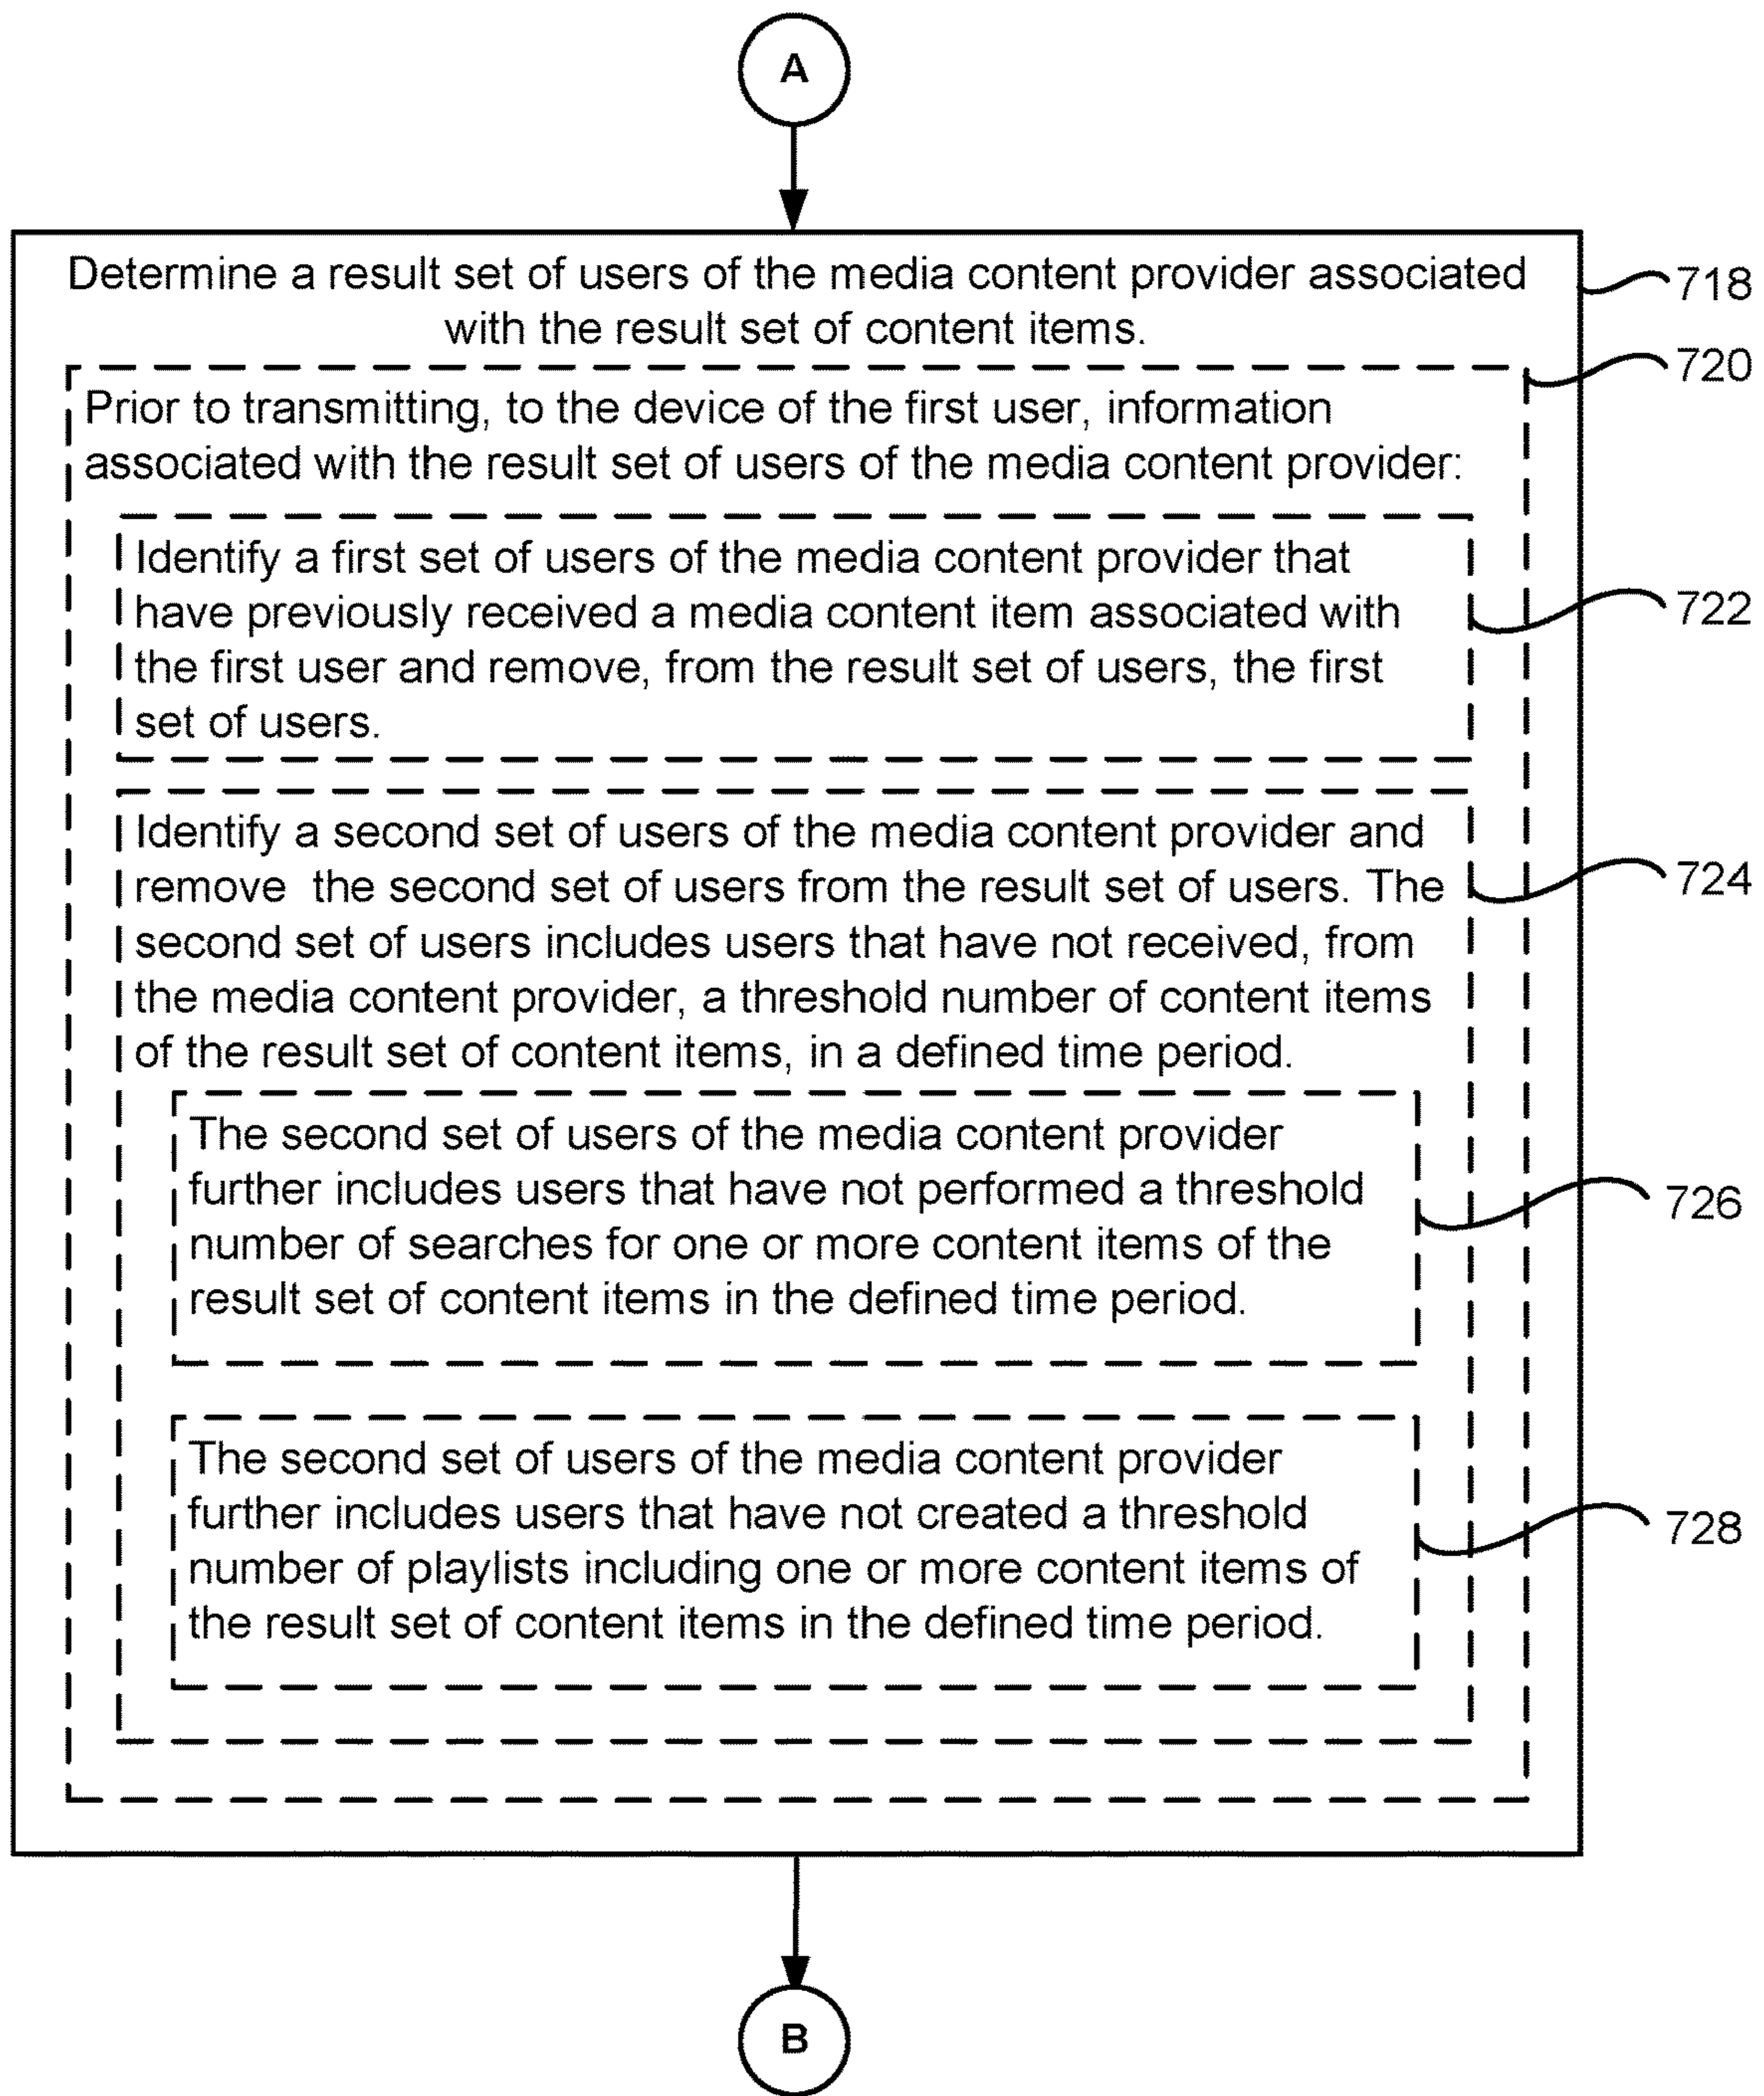 A
Determine a result set of users of the media content provider associated
with the result set of content items.
718
720
Prior to transmitting, to the device of the first user, information
associated with the result set of users of the media content provider:
Identify a first set of users of the media content provider that
have previously received a media content item associated with
the first user and remove, from the result set of users, the first
set of users.
722
Identify a second set of users of the media content provider and
remove the second set of users from the result set of users. The
second set of users includes users that have not received, from
the media content provider, a threshold number of content items
of the result set of content items, in a defined time period.
724
The second set of users of the media content provider
further includes users that have not performed a threshold
number of searches for one or more content items of the
result set of content items in the defined time period.
726
The second set of users of the media content provider
further includes users that have not created a threshold
number of playlists including one or more content items of
the result set of content items in the defined time period.
728
B